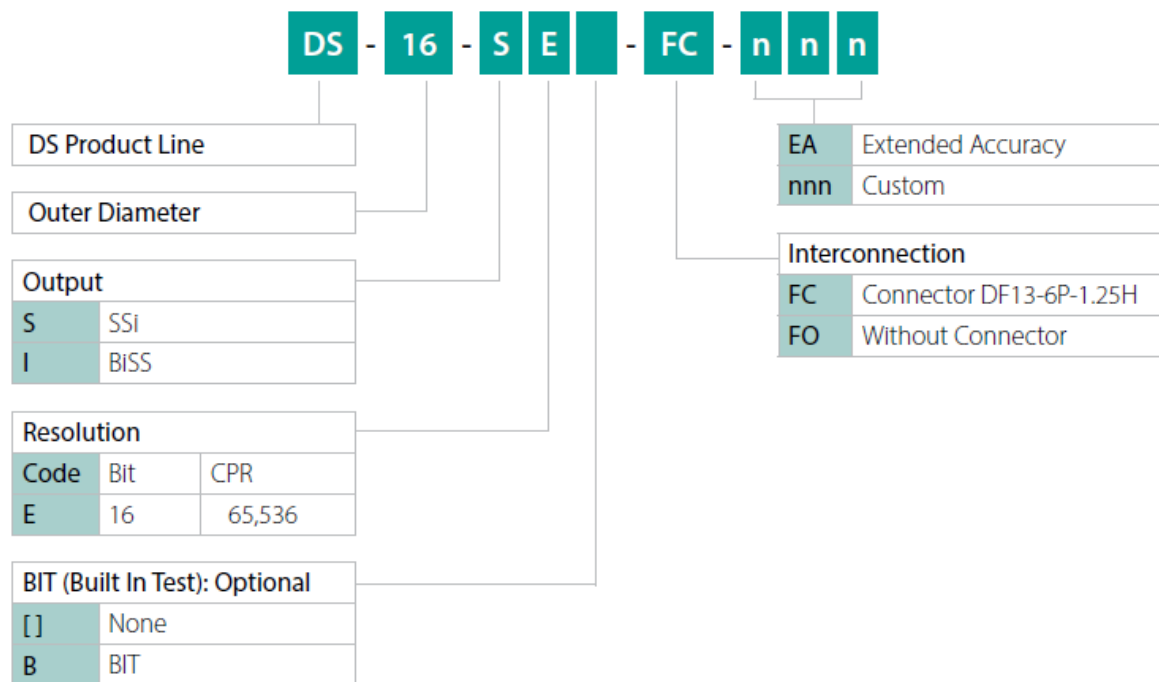 DS - 16 - S E - FC - n n n
DS Product Line
Outer Diameter
Output
S SSi
I BiSS
Resolution
Code Bit CPR
E 16 65,536
BIT (Built In Test): Optional
[ ] None
B BIT
EA Extended Accuracy
nnn Custom
Interconnection
FC Connector DF13-6P-1.25H
FO Without Connector